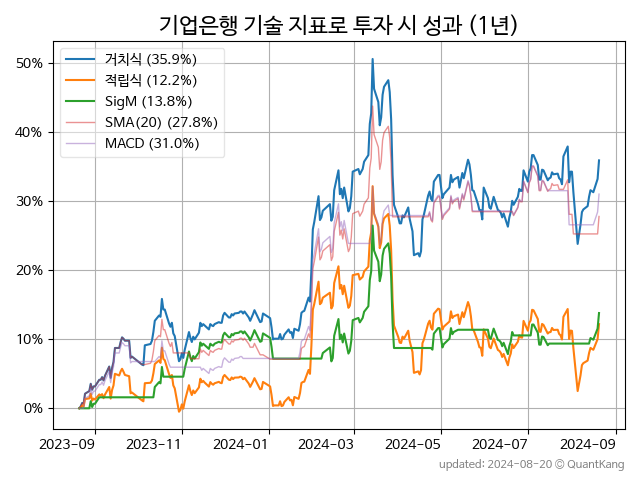 기업은행 기술 지표로 투자 시 성과 (1년)
거치식 (35.9%)
적립식 (12.2%)
SigM (13.8%)
SMA(20) (27.8%)
MACD (31.0%)
50%
40%
30%
20%
10%
0%
2023-09 2023-11 2024-01 2024-03 2024-05 2024-07 2024-09
updated: 2024-08-20 © QuantKang